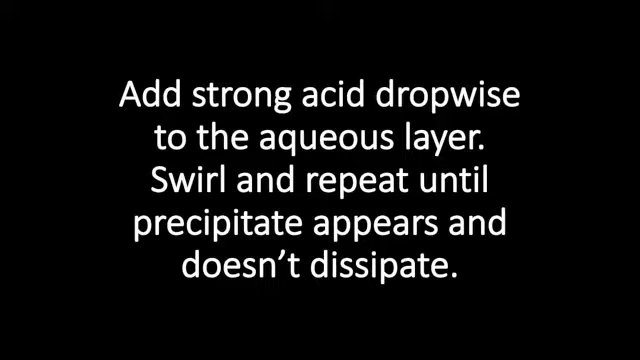 Add strong acid dropwise
to the aqueous layer.
Swirl and repeat until
precipitate appears and
doesn’t dissipate.